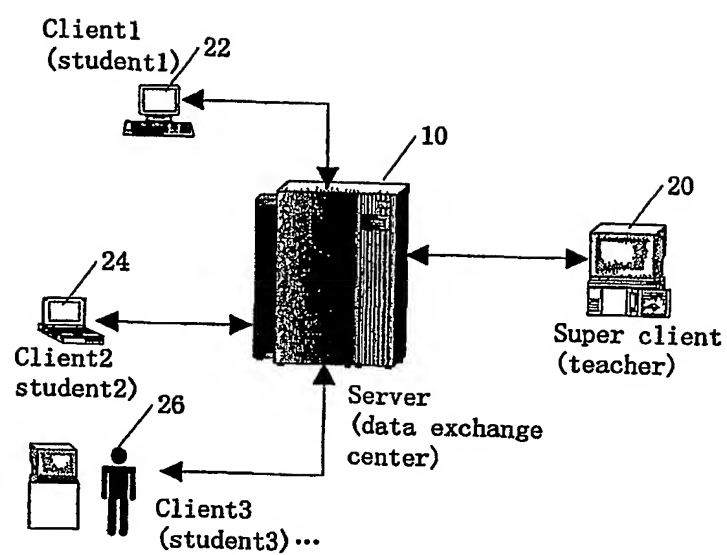 Client1
(student1)
22
10
20
24
Super client
(teacher)
Client2
student2)
Server
(data exchange
center)
26
Client3
(student3)…